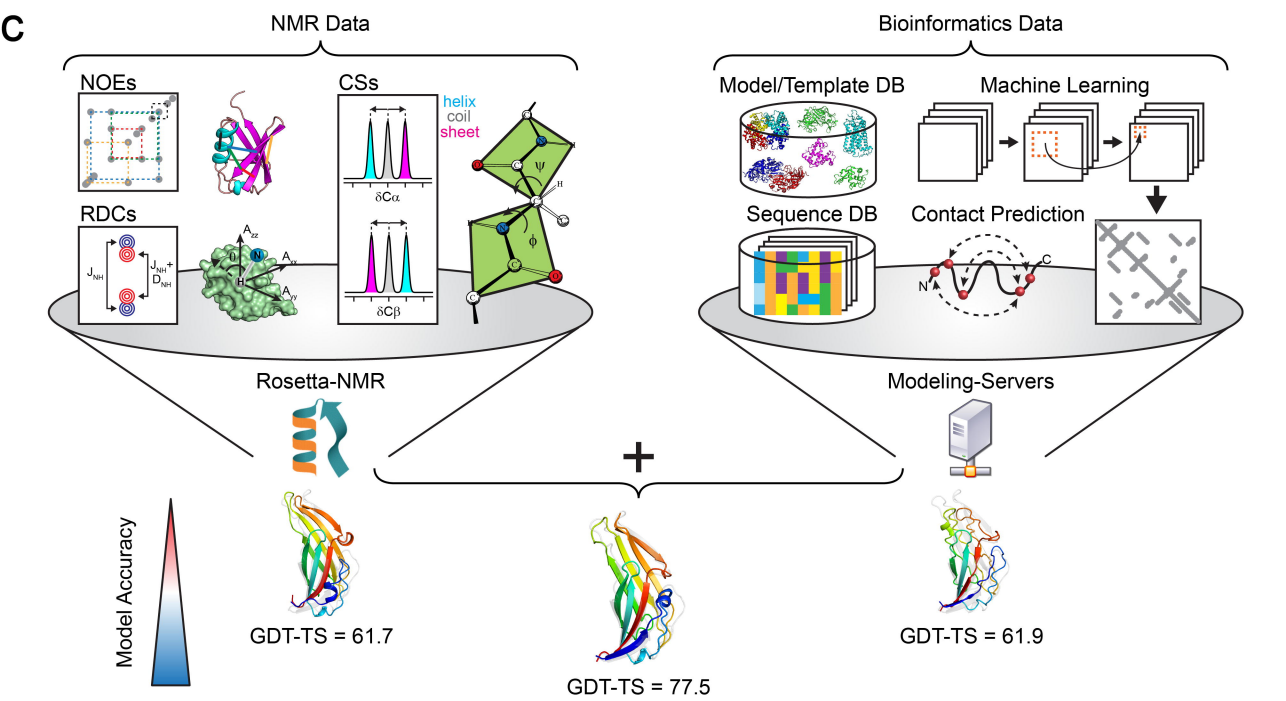 C
NMR Data
NOEs
CSs
helix
coil
sheet
δCα
δCβ
ψ
H
N
C
O
C
C
N
ϕ
C
O
C
RDCs
J_NH
J_NH +
D_NH
A_zz
θ
N
A_xx
H
A_yy
Rosetta-NMR
Bioinformatics Data
Model/Template DB
Machine Learning
Sequence DB
Contact Prediction
N
C
Modeling-Servers
+
Model Accuracy
GDT-TS = 61.7
GDT-TS = 77.5
GDT-TS = 61.9